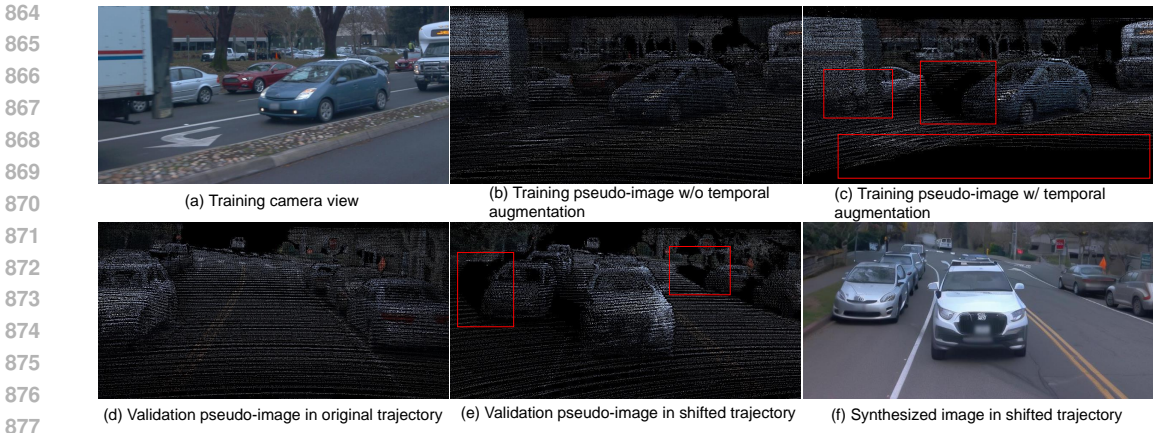 864
865
866
867
868
869
870
871
872
873
874
875
876
877
(a) Training camera view
(b) Training pseudo-image w/o temporal
augmentation
(c) Training pseudo-image w/ temporal
augmentation
(d) Validation pseudo-image in original trajectory
(e) Validation pseudo-image in shifted trajectory
(f) Synthesized image in shifted trajectory